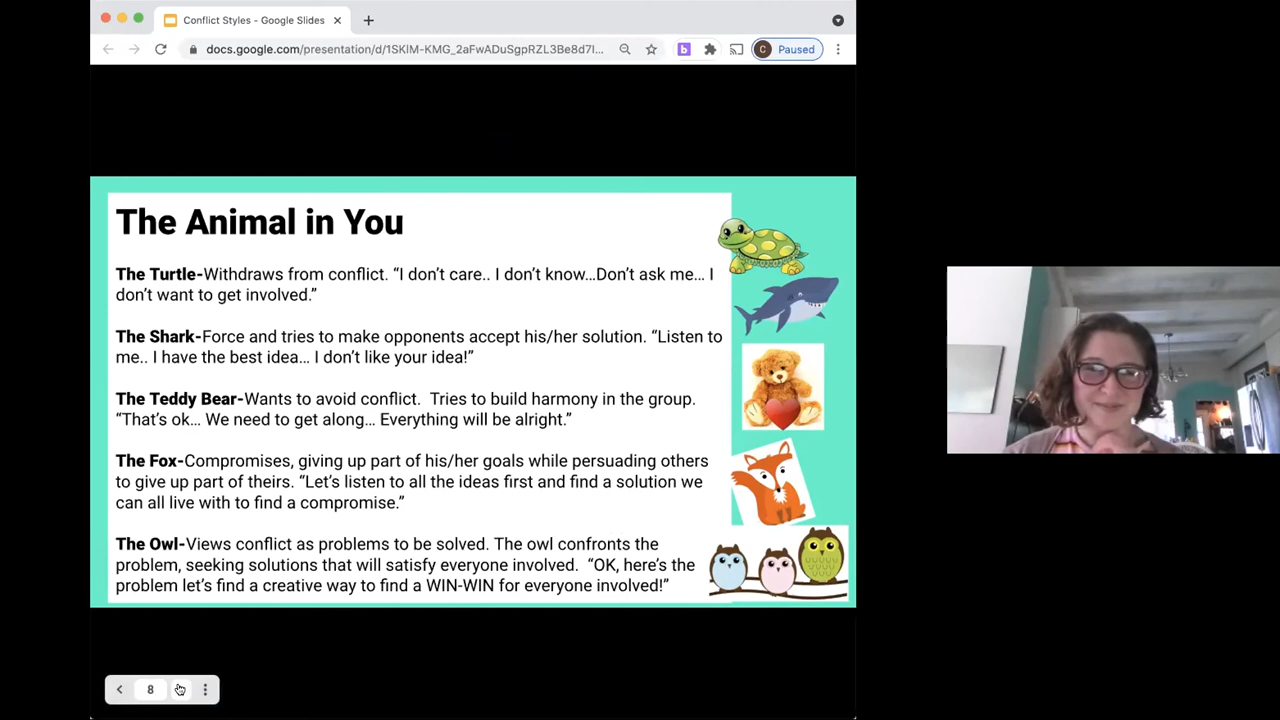 Conflict Styles - Google Slides
docs.google.com/presentation/d/1SKlM-KMG_2aFwADuSgpRZL3Be8d7I...
C
Paused
The Animal in You
The Turtle-Withdraws from conflict. “I don’t care.. I don’t know…Don’t ask me… I
don’t want to get involved.”
The Shark-Force and tries to make opponents accept his/her solution. “Listen to
me.. I have the best idea… I don’t like your idea!”
The Teddy Bear-Wants to avoid conflict.  Tries to build harmony in the group.
“That’s ok… We need to get along… Everything will be alright.”
The Fox-Compromises, giving up part of his/her goals while persuading others
to give up part of theirs. “Let’s listen to all the ideas first and find a solution we
can all live with to find a compromise.”
The Owl-Views conflict as problems to be solved. The owl confronts the
problem, seeking solutions that will satisfy everyone involved.  “OK, here’s the
problem let’s find a creative way to find a WIN-WIN for everyone involved!”
8